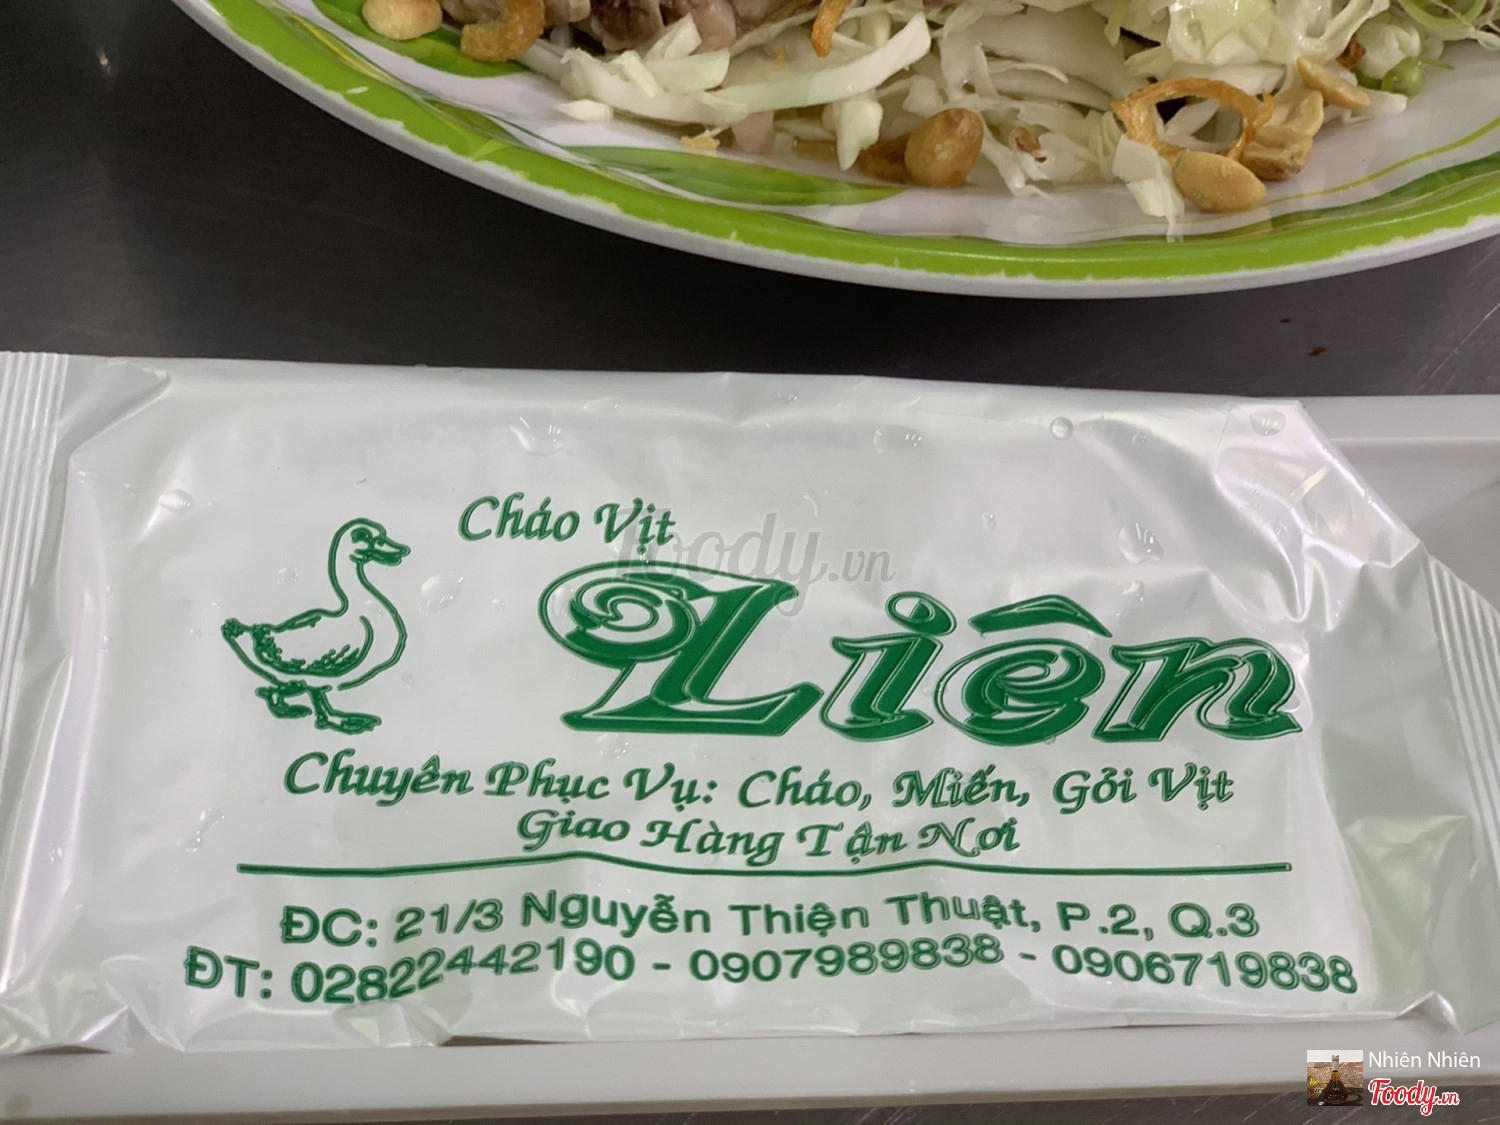 Cháo Vịt
Foody.vn
Liên
Chuyên Phục Vụ: Cháo, Miến, Gỏi Vịt
Giao Hàng Tận Nơi
ĐC: 21/3 Nguyễn Thiện Thuật, P.2, Q.3
ĐT: 02822442190 - 0907989838 - 0906719838
Nhiên Nhiên
Foody.vn